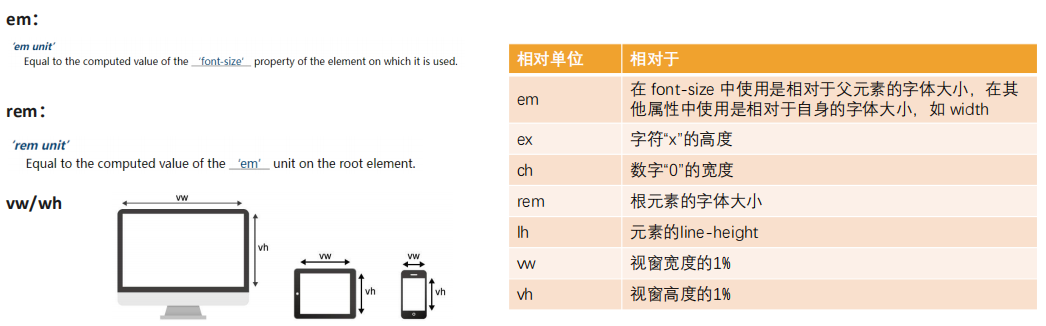 em：
'em unit'
Equal to the computed value of the 'font-size' property of the element on which it is used.
rem：
'rem unit'
Equal to the computed value of the 'em' unit on the root element.
vw/wh
vw
vh
vw
vh
vw
vh
相对单位 相对于
em 在 font-size 中使用是相对于父元素的字体大小，在其
他属性中使用是相对于自身的字体大小，如 width
ex 字符“x”的高度
ch 数字“0”的宽度
rem 根元素的字体大小
lh 元素的line-height
vw 视窗宽度的1%
vh 视窗高度的1%